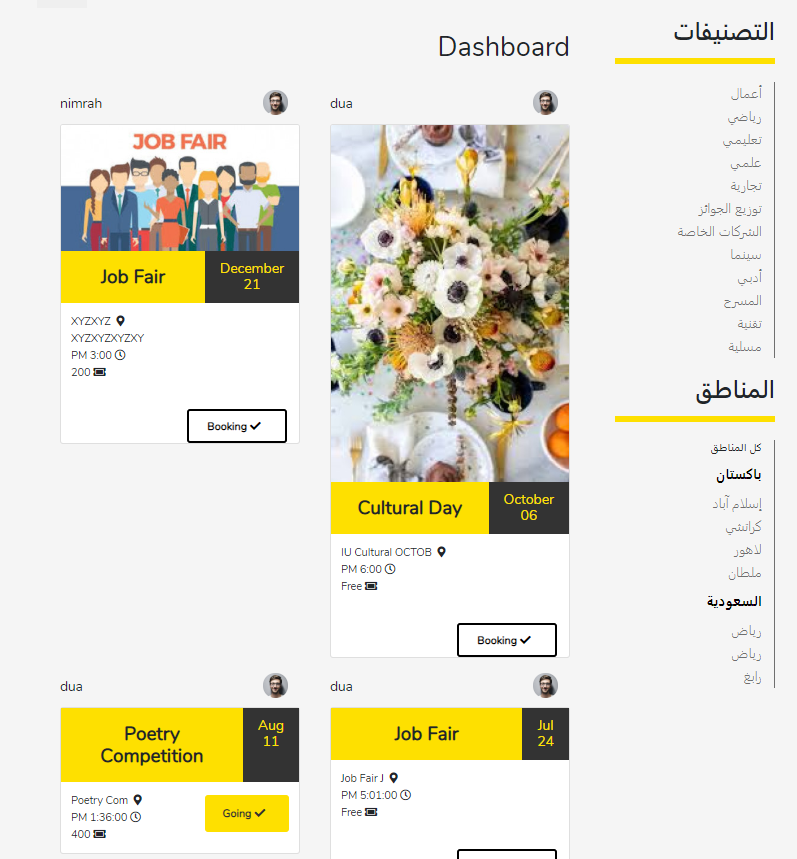 Dashboard
التصنيفات
أعمال
رياضي
تعليمي
علمي
تجارية
توزيع الجوائز
الشركات الخاصة
سينما
أدبي
المسرح
تقنية
مسلية
المناطق
كل المناطق
باكستان
إسلام آباد
كراتشي
لاهور
ملطان
السعودية
رياض
رياض
رابغ
dua
Cultural Day
October
06
IU Cultural OCTOB
PM 6:00
Free
Booking
nimrah
JOB FAIR
Job Fair
December
21
XYZXYZ
XYZXYZXYZXY
PM 3:00
200
Booking
dua
Job Fair
Jul
24
Job Fair J
PM 5:01:00
Free
dua
Poetry
Competition
Aug
11
Poetry Com
PM 1:36:00
400
Going